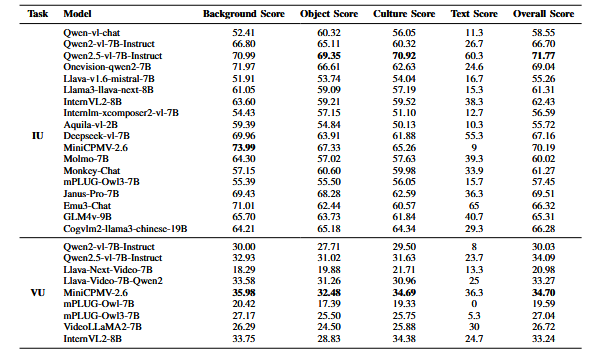 Task Model Background Score Object Score Culture Score Text Score Overall Score
Qwen-vl-chat 52.41 60.32 56.05 11.3 58.55
Qwen2-vl-7B-Instruct 66.80 65.11 60.32 26.7 66.70
Qwen2.5-vl-7B-Instruct 70.99 69.35 70.92 60.3 71.77
Onevision-qwen2-7B 71.97 66.61 62.63 24.6 69.04
Llava-v1.6-mistral-7B 51.91 53.74 54.04 16.7 55.26
Llama3-llava-next-8B 61.05 59.09 57.19 15.3 61.31
InternVL2-8B 63.60 59.21 59.52 38.3 62.43
Internlm-xcomposer2-vl-7B 54.43 57.15 51.10 12.7 56.59
Aquila-vl-2B 59.39 54.84 50.13 10.3 55.72
Deepseek-vl-7B 69.96 63.91 61.88 55.3 67.16
IU MiniCPMV-2.6 73.99 67.33 65.26 9 70.19
Molmo-7B 64.30 57.02 57.63 39.3 60.02
Monkey-Chat 57.15 60.60 59.98 33.9 61.27
mPLUG-Owl3-7B 55.39 55.50 56.05 15.7 57.45
Janus-Pro-7B 69.43 68.28 62.59 36.3 69.51
Emu3-Chat 71.01 62.44 60.57 65 66.32
GLM4v-9B 65.70 63.73 61.84 40.7 65.31
Cogvlm2-llama3-chinese-19B 64.21 65.18 64.34 29.3 66.28
Qwen2-vl-7B-Instruct 30.00 27.71 29.50 8 30.03
Qwen2.5-vl-7B-Instruct 32.93 31.02 31.63 23.7 34.09
Llava-Next-Video-7B 18.29 19.88 21.71 13.3 20.98
Llava-Video-7B-Qwen2 33.58 31.26 30.96 25 33.27
VU MiniCPMV-2.6 35.98 32.48 34.69 36.3 34.70
mPLUG-Owl-7B 20.42 17.39 19.33 0 19.59
mPLUG-Owl3-7B 27.17 25.50 25.75 5.3 27.04
VideoLLaMA2-7B 26.29 24.50 25.88 30 26.72
InternVL2-8B 33.75 28.83 34.38 24.7 33.24